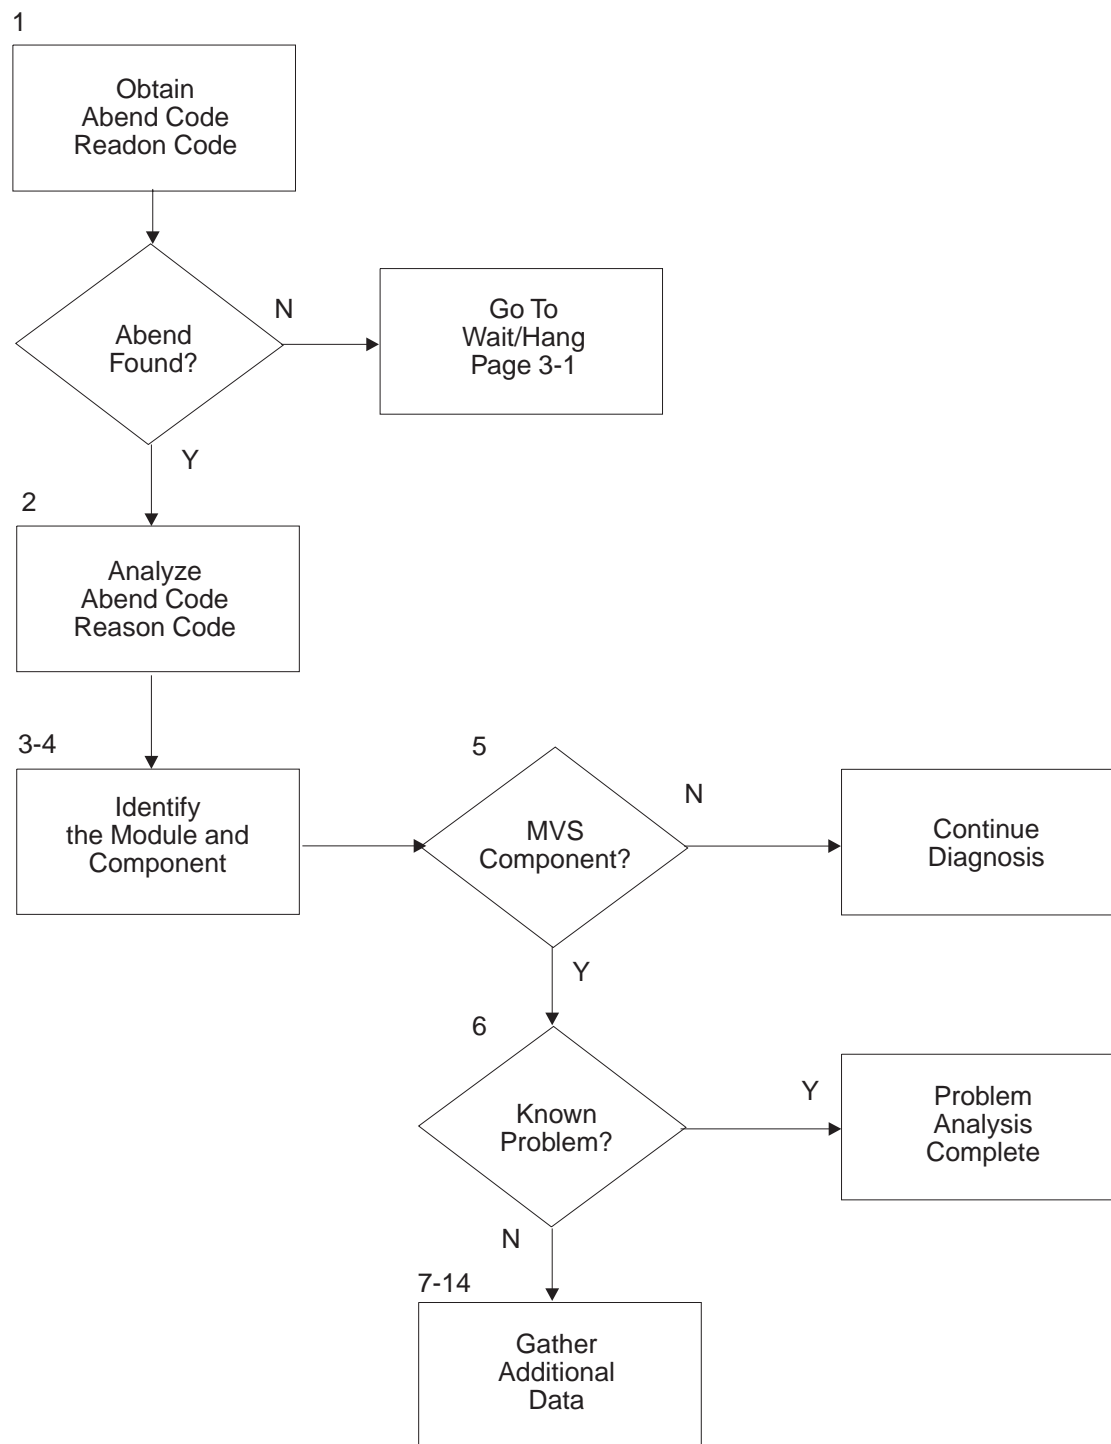 1
Obtain
Abend Code
Readon Code
Abend
Found?
N
Go To
Wait/Hang
Page 3-1
Y
2
Analyze
Abend Code
Reason Code
3-4
Identify
the Module and
Component
5
MVS
Component?
N
Continue
Diagnosis
Y
6
Known
Problem?
Y
Problem
Analysis
Complete
N
7-14
Gather
Additional
Data